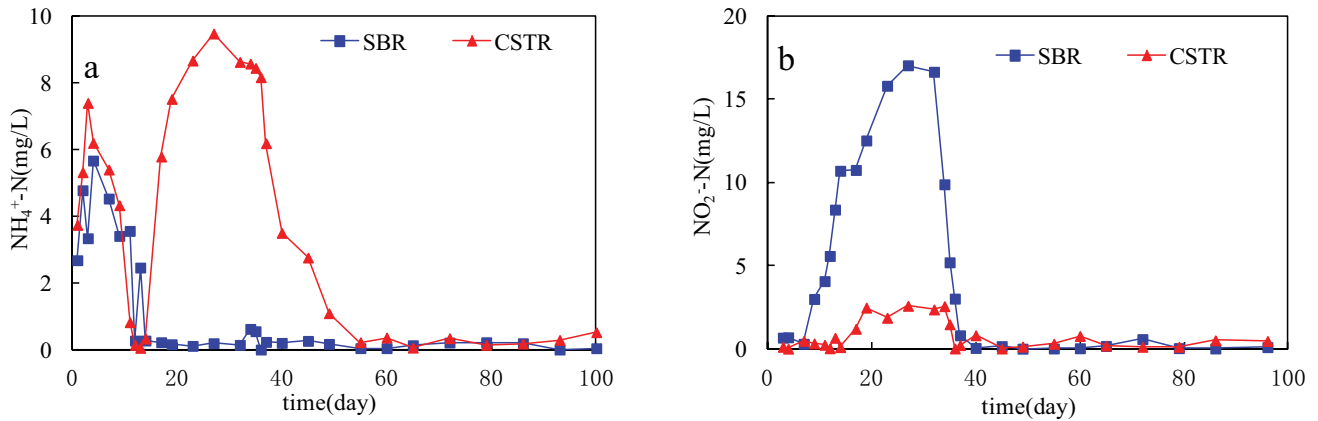 a
SBR
CSTR
10
8
6
4
2
0
NH₄⁺-N(mg/L)
0 20 40 60 80 100
time(day)
b
SBR
CSTR
20
15
10
5
0
NO₂⁻-N(mg/L)
0 20 40 60 80 100
time(day)